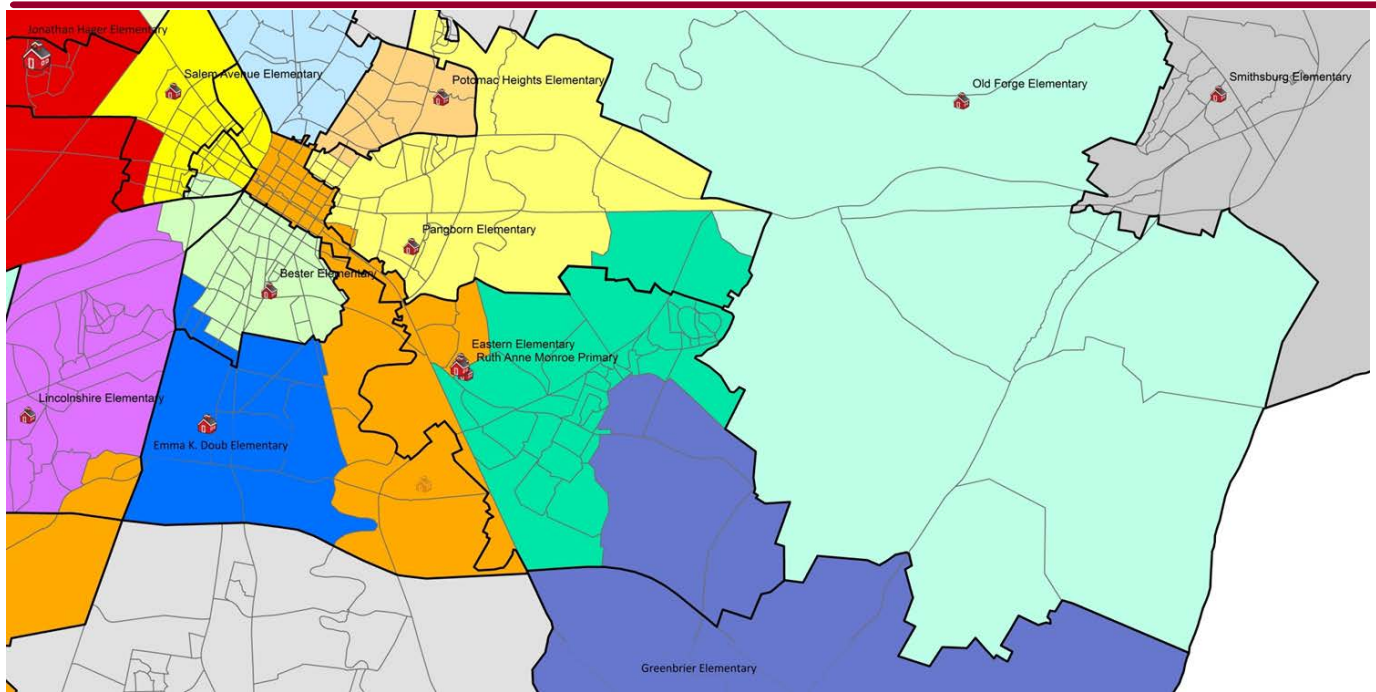 Jonathan Hager Elementary
Salem Avenue Elementary
Potomac Heights Elementary
Old Forge Elementary
Smithsburg Elementary
Pangborn Elementary
Bester Elementary
Eastern Elementary
Ruth Anne Monroe Primary
Lincolnshire Elementary
Emma K. Doub Elementary
Greenbrier Elementary